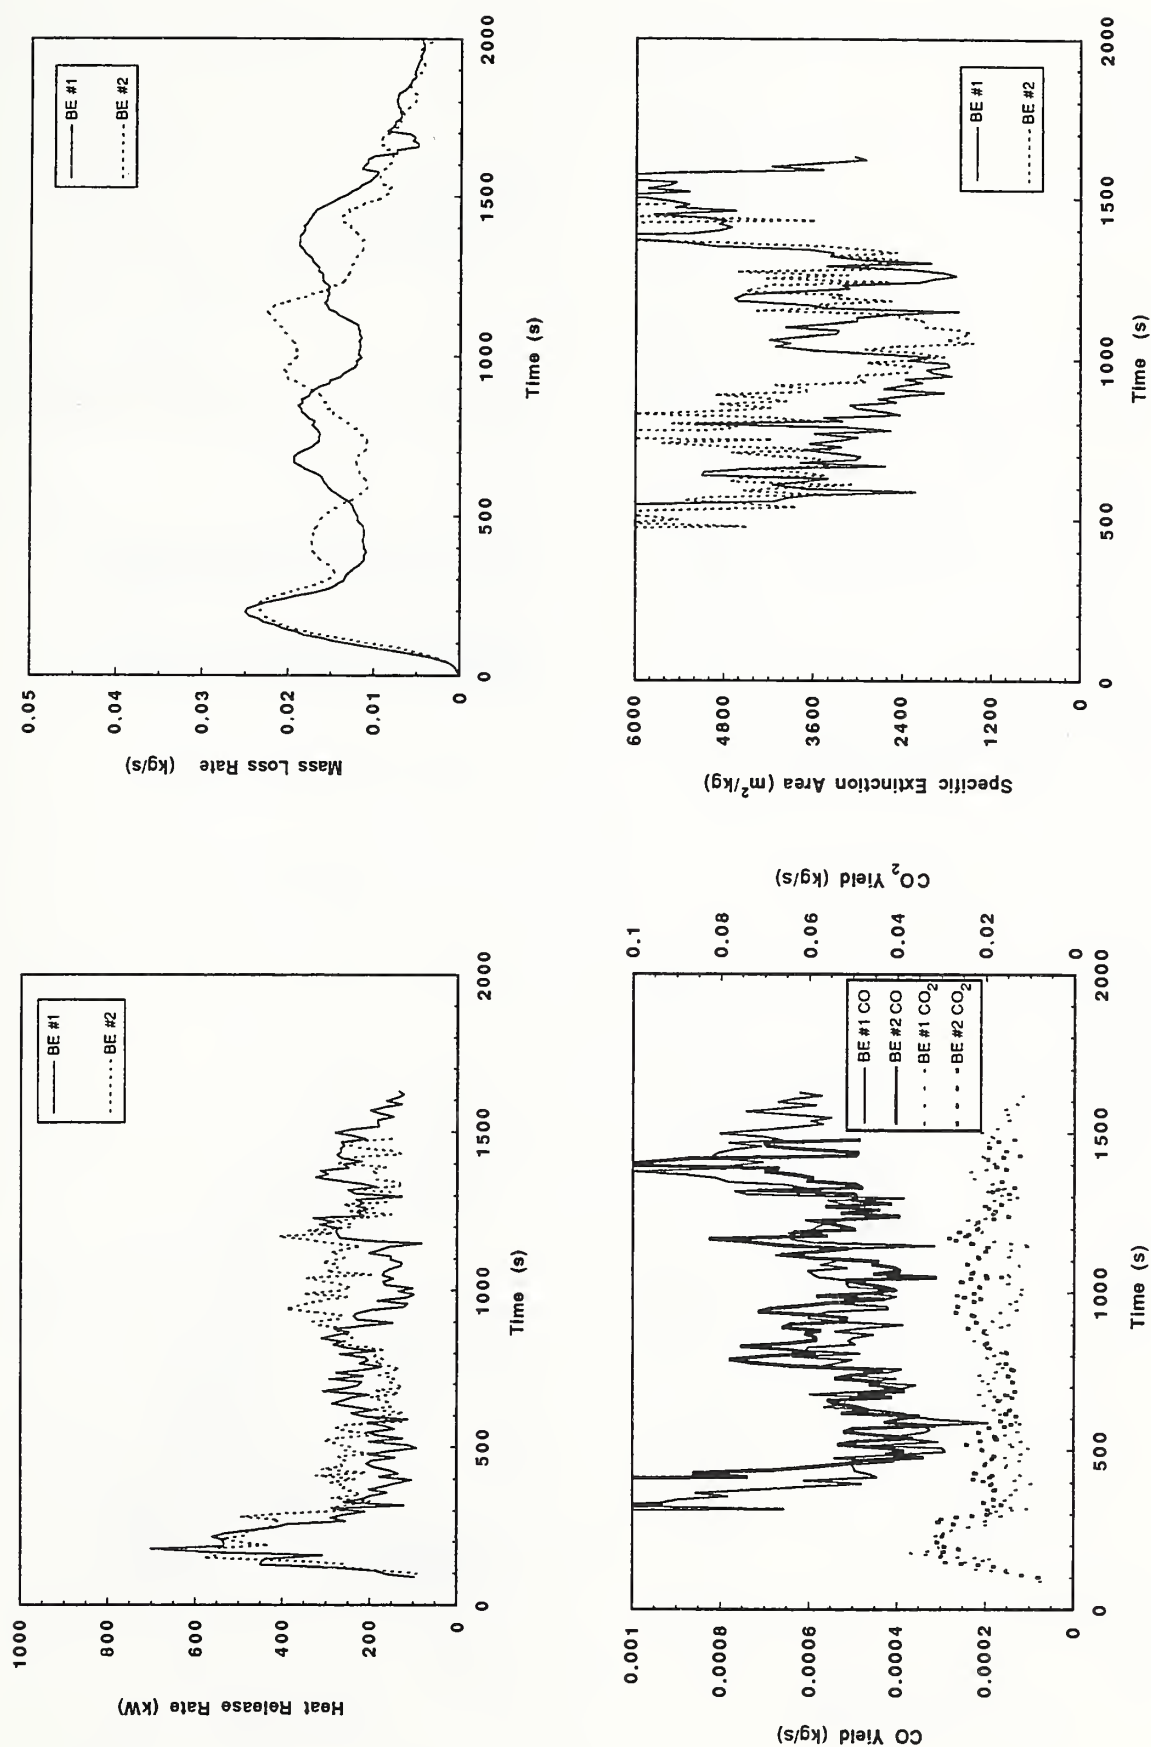 1000
800
600
400
200
0
Heat Release Rate (kW)
BE #1
BE #2
0
500
1000
1500
2000
Time (s)
0.05
0.04
0.03
0.02
0.01
0
Mass Loss Rate (kg/s)
BE #1
BE #2
0
500
1000
1500
2000
Time (s)
0.001
0.0008
0.0006
0.0004
0.0002
0
CO Yield (kg/s)
BE #1 CO
BE #2 CO
BE #1 CO2
BE #2 CO2
0.1
0.08
0.06
0.04
0.02
0
CO2 Yield (kg/s)
0
500
1000
1500
2000
Time (s)
6000
4800
3600
2400
1200
0
Specific Extinction Area (m²/kg)
BE #1
BE #2
0
500
1000
1500
2000
Time (s)